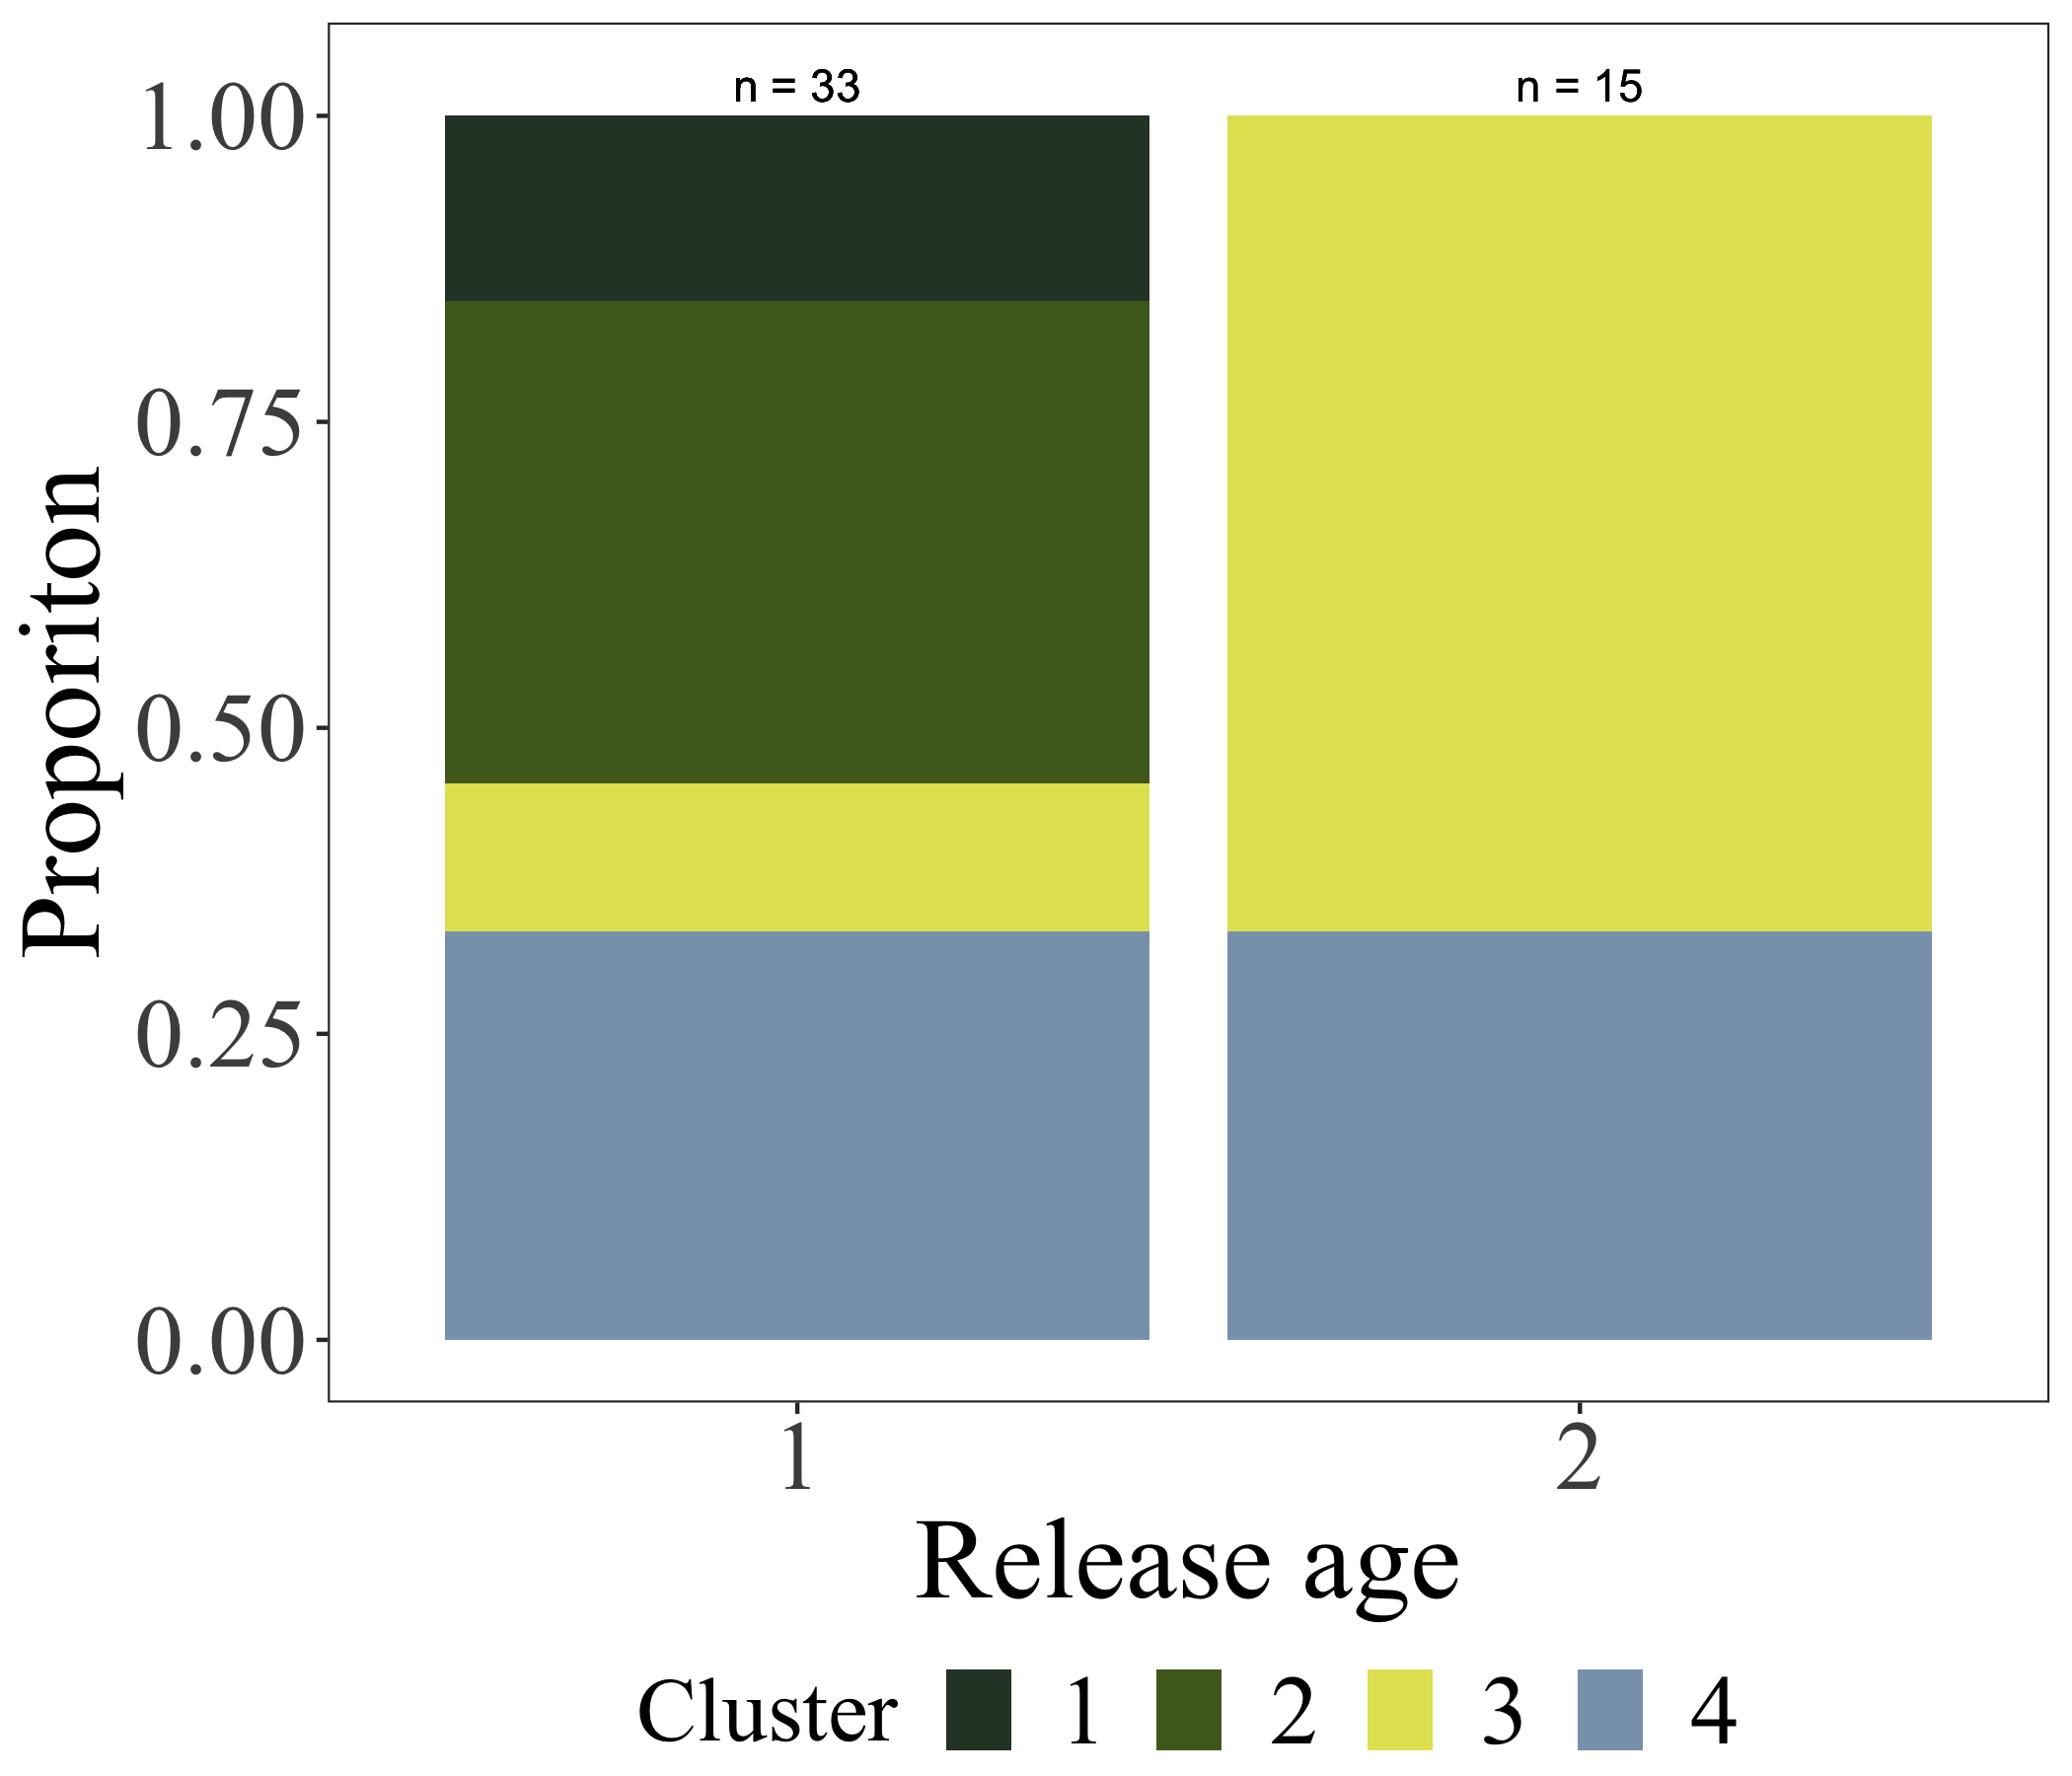 n = 33
n = 15
1.00
0.75
0.50
0.25
0.00
Proporiton
1
2
Release age
Cluster 1 2 3 4